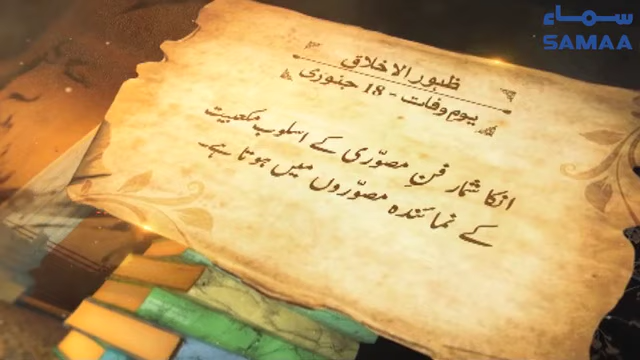 سماء
SAMAA
ظہور الاخلاق
یومِ وفات - 18 جنوری
انکا شمار فنِ مصوّری کے اسلوب مکعبیت
کے نمائندہ مصوّروں میں ہوتا ہے۔